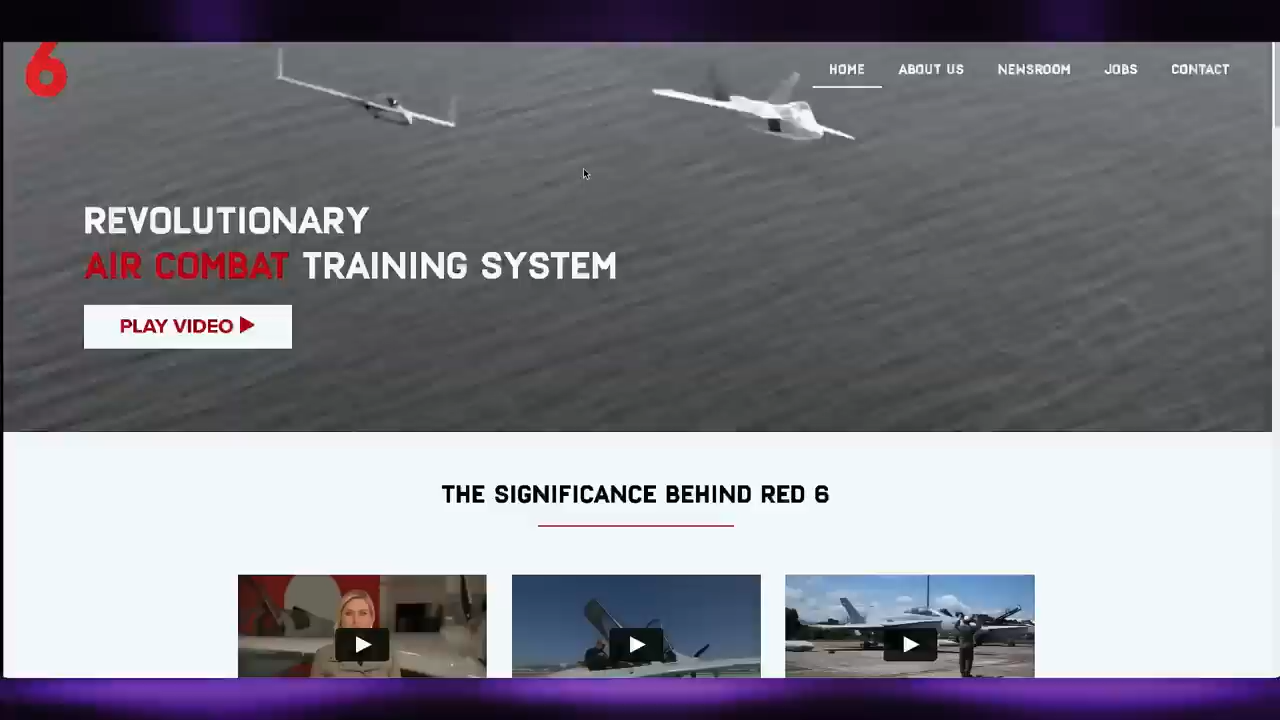 6
HOME ABOUT US NEWSROOM JOBS CONTACT
REVOLUTIONARY
AIR COMBAT TRAINING SYSTEM
PLAY VIDEO
THE SIGNIFICANCE BEHIND RED 6